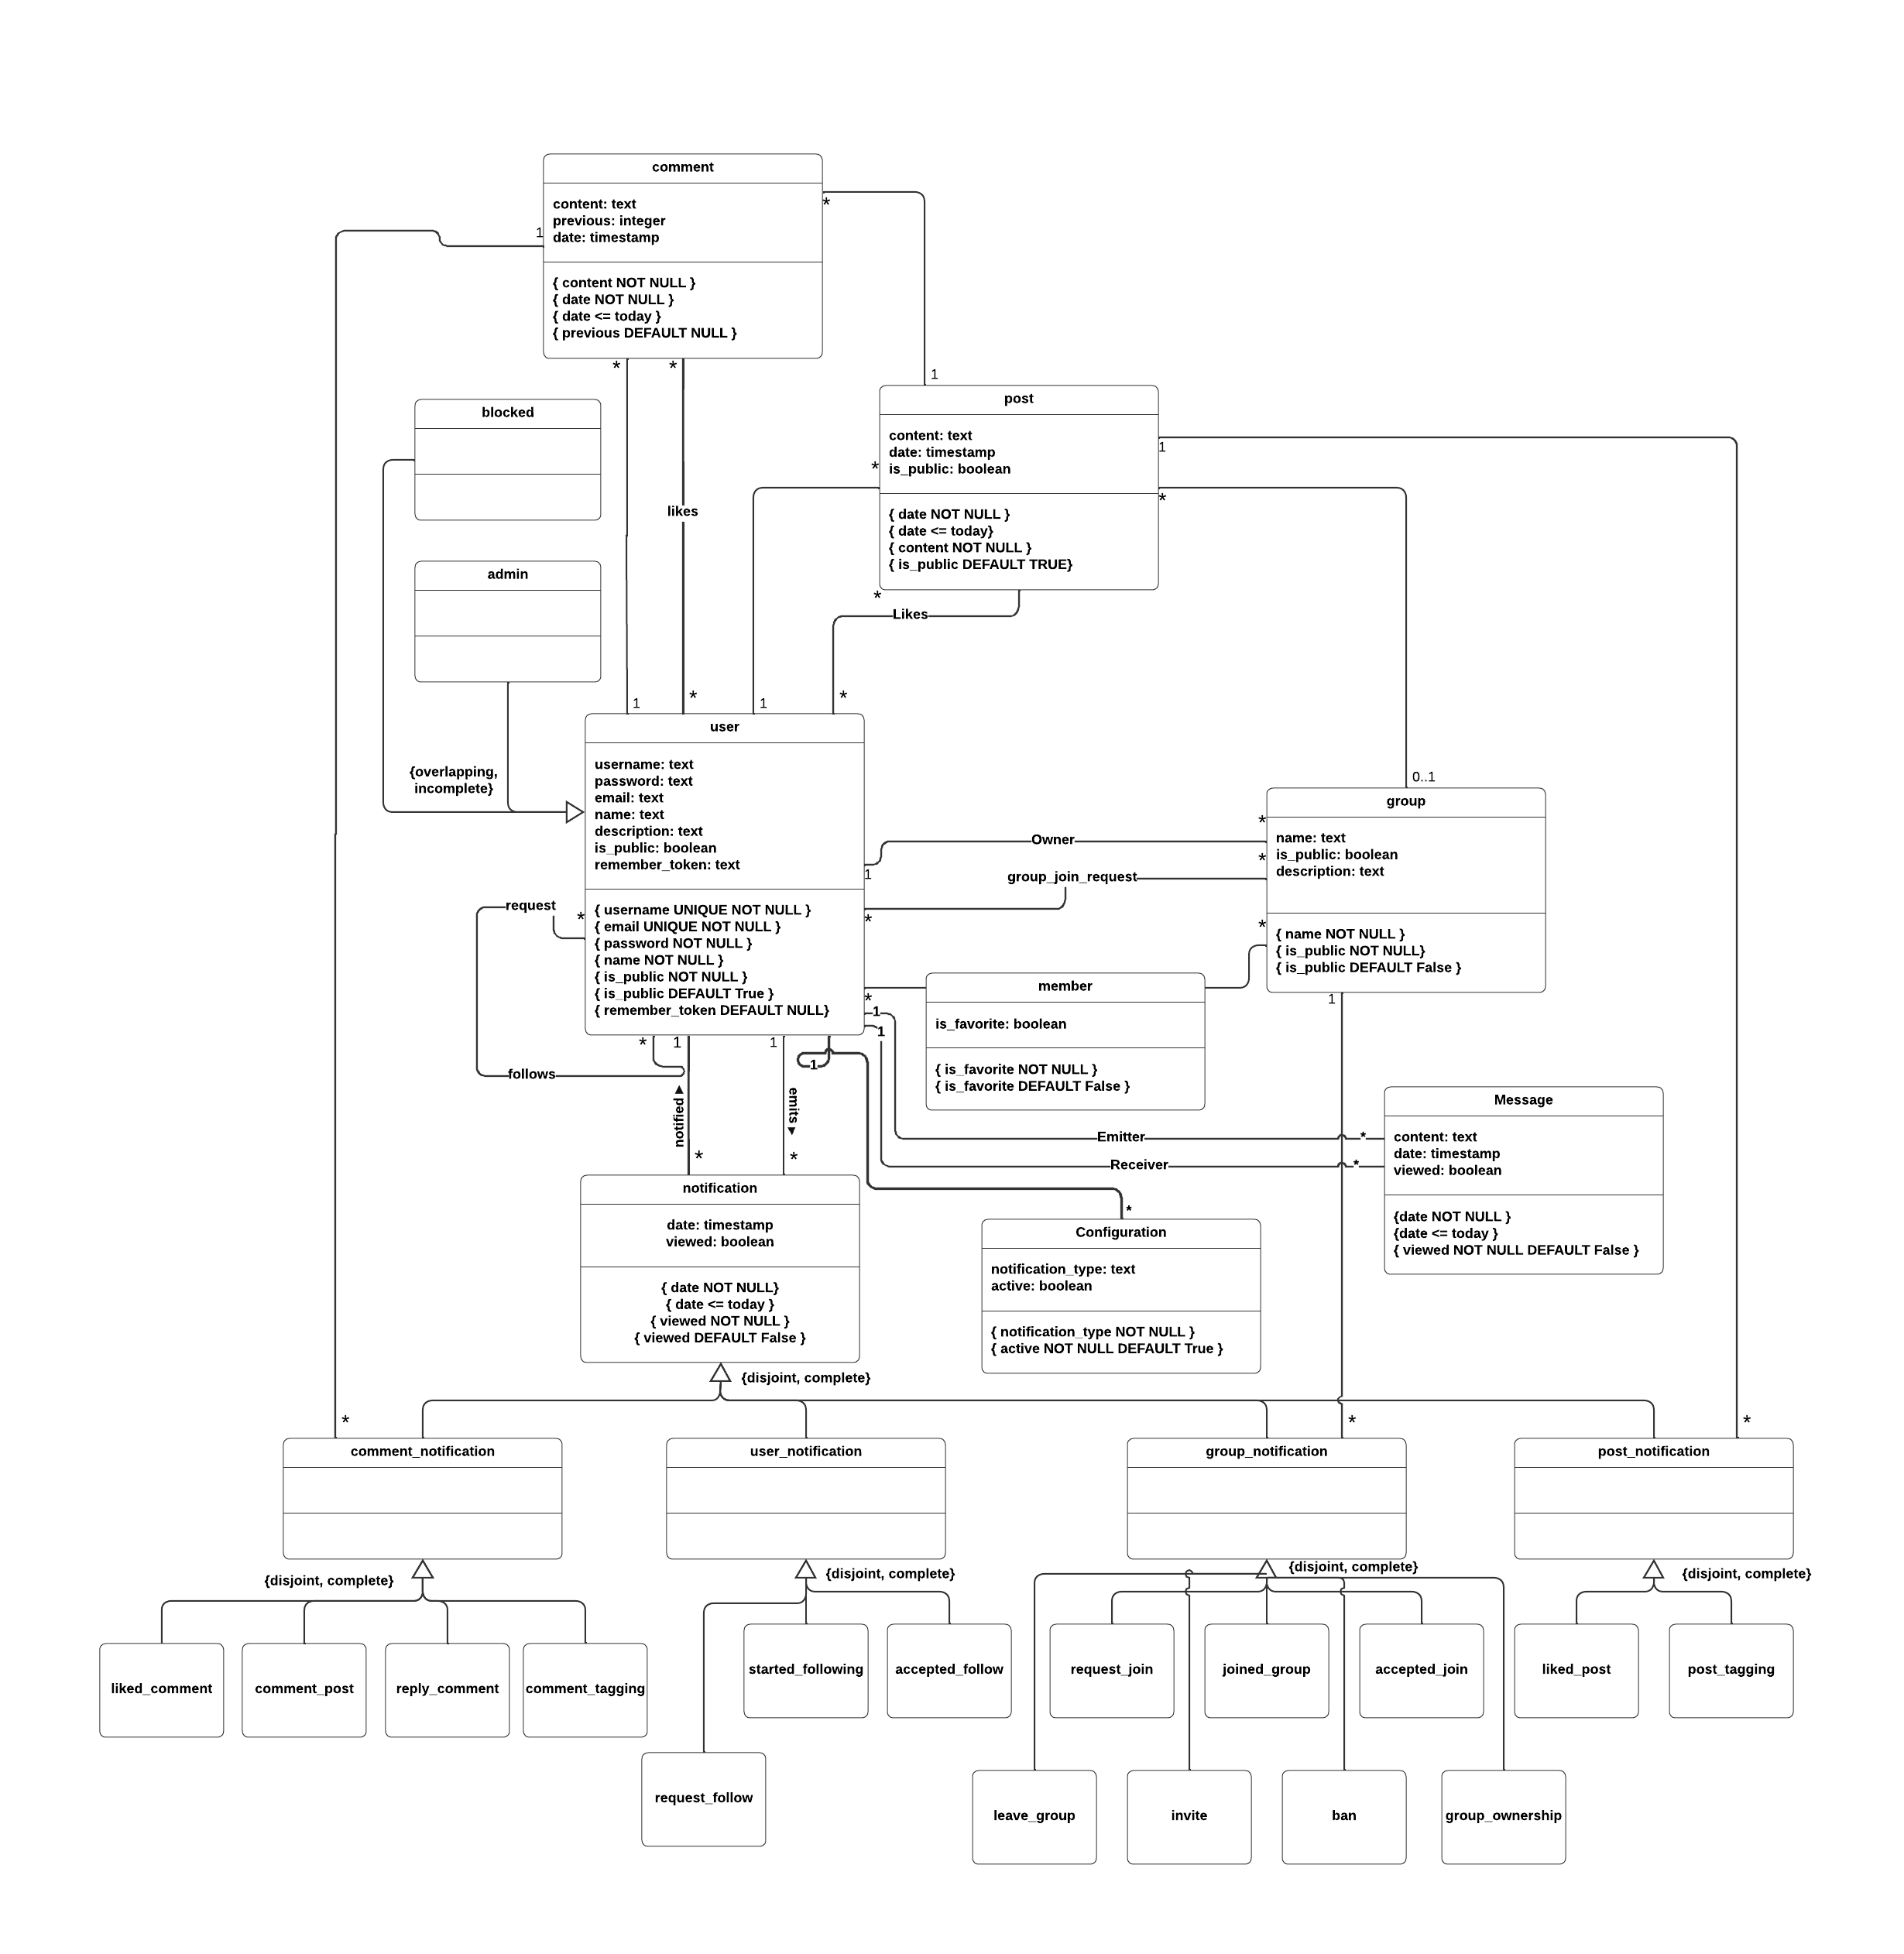 comment
content: text
previous: integer
date: timestamp
{ content NOT NULL }
{ date NOT NULL }
{ date <= today }
{ previous DEFAULT NULL }
*
1
*
*
1
post
content: text
date: timestamp
is_public: boolean
{ date NOT NULL }
{ date <= today}
{ content NOT NULL }
{ is_public DEFAULT TRUE}
*
1
*
*
blocked
admin
likes
Likes
{overlapping,
incomplete}
1
*
1
*
user
username: text
password: text
email: text
name: text
description: text
is_public: boolean
remember_token: text
{ username UNIQUE NOT NULL }
{ email UNIQUE NOT NULL }
{ password NOT NULL }
{ name NOT NULL }
{ is_public NOT NULL }
{ is_public DEFAULT True }
{ remember_token DEFAULT NULL}
0..1
group
name: text
is_public: boolean
description: text
{ name NOT NULL }
{ is_public NOT NULL}
{ is_public DEFAULT False }
*
Owner
1
*
group_join_request
*
*
*
request
*
member
is_favorite: boolean
{ is_favorite NOT NULL }
{ is_favorite DEFAULT False }
1
1
1
*
1
1
1
follows
notified ▲
emits ▼
*
*
Emitter
*
Receiver
*
Message
content: text
date: timestamp
viewed: boolean
{date NOT NULL }
{date <= today }
{ viewed NOT NULL DEFAULT False }
notification
date: timestamp
viewed: boolean
{ date NOT NULL}
{ date <= today }
{ viewed NOT NULL }
{ viewed DEFAULT False }
*
Configuration
notification_type: text
active: boolean
{ notification_type NOT NULL }
{ active NOT NULL DEFAULT True }
{disjoint, complete}
*
*
*
comment_notification
user_notification
group_notification
post_notification
{disjoint, complete}
{disjoint, complete}
{disjoint, complete}
{disjoint, complete}
liked_comment
comment_post
reply_comment
comment_tagging
started_following
accepted_follow
request_join
joined_group
accepted_join
liked_post
post_tagging
request_follow
leave_group
invite
ban
group_ownership